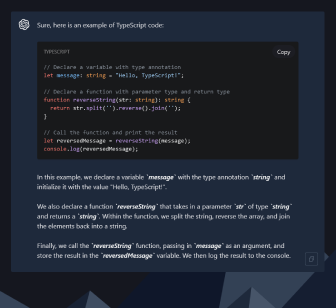 Sure, here is an example of TypeScript code:
TYPESCRIPT
Copy
// Declare a variable with type annotation
let message: string = "Hello, TypeScript!";
// Declare a function with parameter type and return type
function reverseString(str: string): string {
return str.split('').reverse().join('');
}
// Call the function and print the result
let reversedMessage = reverseString(message);
console.log(reversedMessage);
In this example, we declare a variable `message` with the type annotation `string` and
initialize it with the value "Hello, TypeScript!".
We also declare a function `reverseString` that takes in a parameter `str` of type `string`
and returns a `string`. Within the function, we split the string, reverse the array, and join
the elements back into a string.
Finally, we call the `reverseString` function, passing in `message` as an argument, and
store the result in the `reversedMessage` variable. We then log the result to the console.